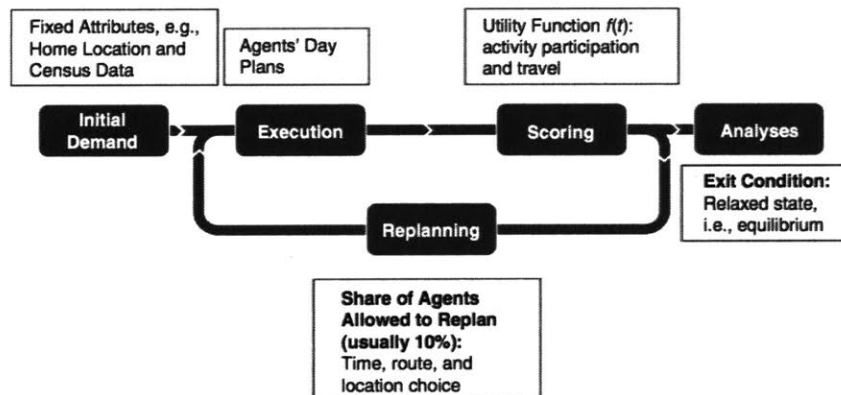 Fixed Attributes, e.g.,
Home Location and
Census Data
Agents' Day
Plans
Utility Function f(t):
activity participation
and travel
Initial
Demand
Execution
Scoring
Analyses
Exit Condition:
Relaxed state,
i.e., equilibrium
Replanning
Share of Agents
Allowed to Replan
(usually 10%):
Time, route, and
location choice